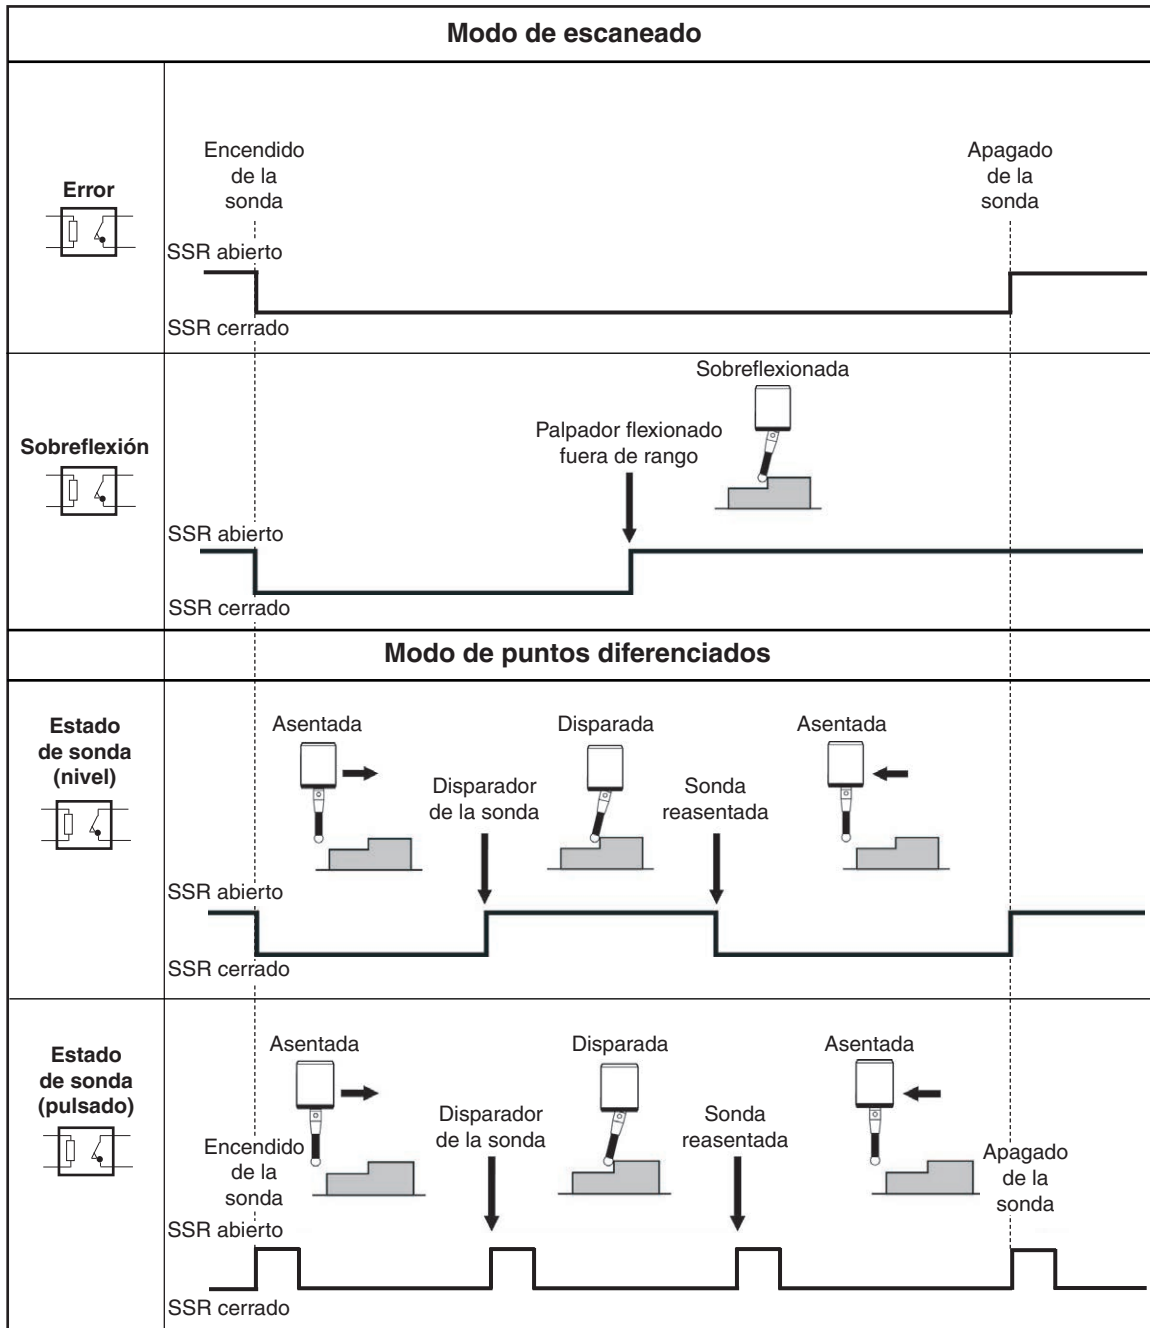 Modo de escaneado
Error
Encendido
de la
sonda
Apagado
de la
sonda
SSR abierto
SSR cerrado
Sobreflexión
Sobreflexionada
Palpador flexionado
fuera de rango
SSR abierto
SSR cerrado
Modo de puntos diferenciados
Estado
de sonda
(nivel)
Asentada
Disparada
Asentada
Disparador
de la sonda
Sonda
reasentada
SSR abierto
SSR cerrado
Estado
de sonda
(pulsado)
Asentada
Disparada
Asentada
Disparador
de la sonda
Sonda
reasentada
Encendido
de la
sonda
Apagado
de la
sonda
SSR abierto
SSR cerrado